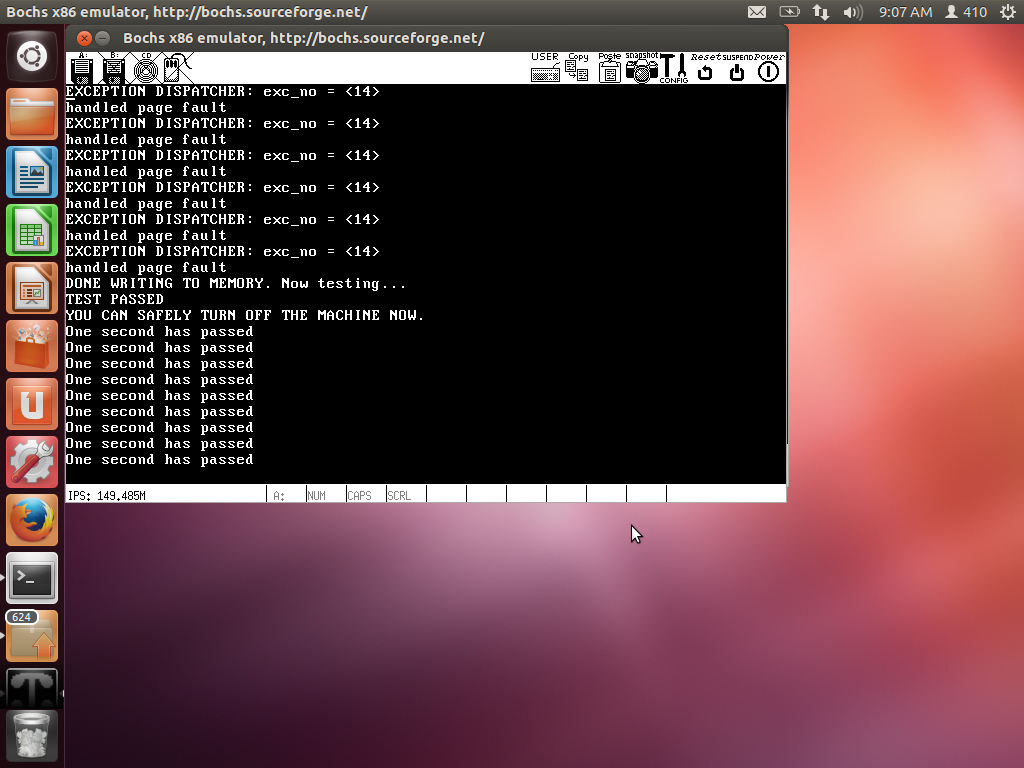 Bochs x86 emulator, http://bochs.sourceforge.net/
9:07 AM
410
Bochs x86 emulator, http://bochs.sourceforge.net/
A: B: CD
USER Copy Paste snapshot CONFIG Reset SUSPEND Power
EXCEPTION DISPATCHER: exc_no = <14>
handled page fault
EXCEPTION DISPATCHER: exc_no = <14>
handled page fault
EXCEPTION DISPATCHER: exc_no = <14>
handled page fault
EXCEPTION DISPATCHER: exc_no = <14>
handled page fault
EXCEPTION DISPATCHER: exc_no = <14>
handled page fault
EXCEPTION DISPATCHER: exc_no = <14>
handled page fault
DONE WRITING TO MEMORY. Now testing...
TEST PASSED
YOU CAN SAFELY TURN OFF THE MACHINE NOW.
One second has passed
One second has passed
One second has passed
One second has passed
One second has passed
One second has passed
One second has passed
One second has passed
One second has passed
IPS: 149.485M A: NUM CAPS SCRL
624